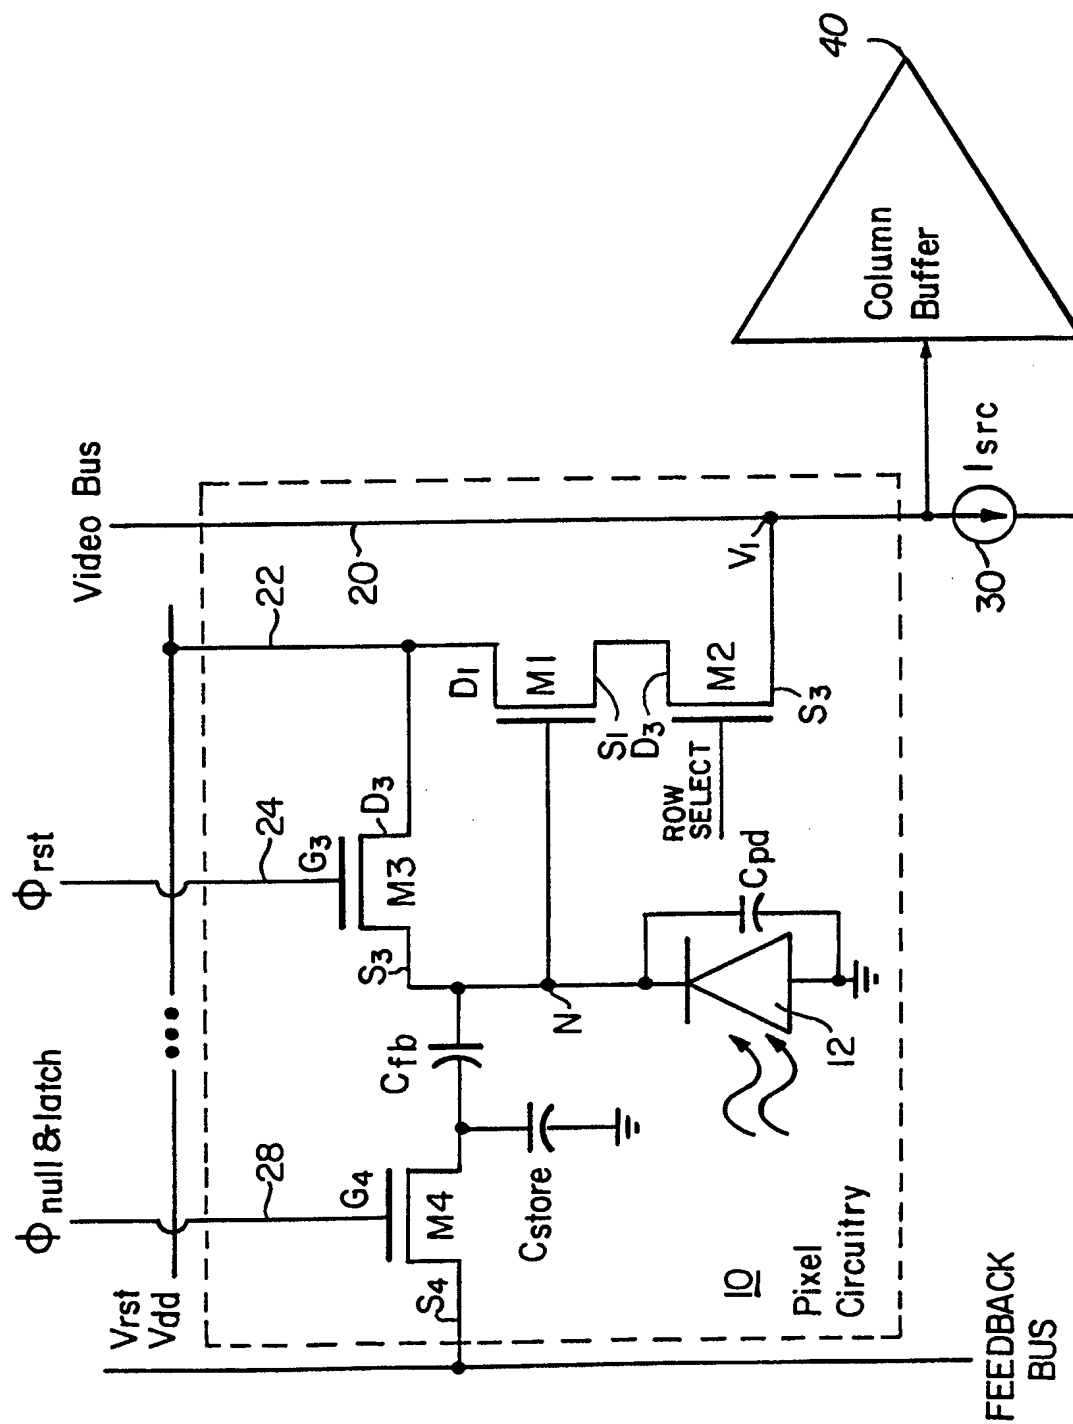 Φnull & latch
Φrst
Vrst
Vdd
Video Bus
28
24
22
20
G4
G3
S4
M4
Cfb
Cstore
S3
M3
D3
D1
M1
S1
D3
M2
S3
V1
ROW
SELECT
N
Cpd
12
10
Pixel
Circuitry
FEEDBACK
BUS
30
Isrc
Column
Buffer
40